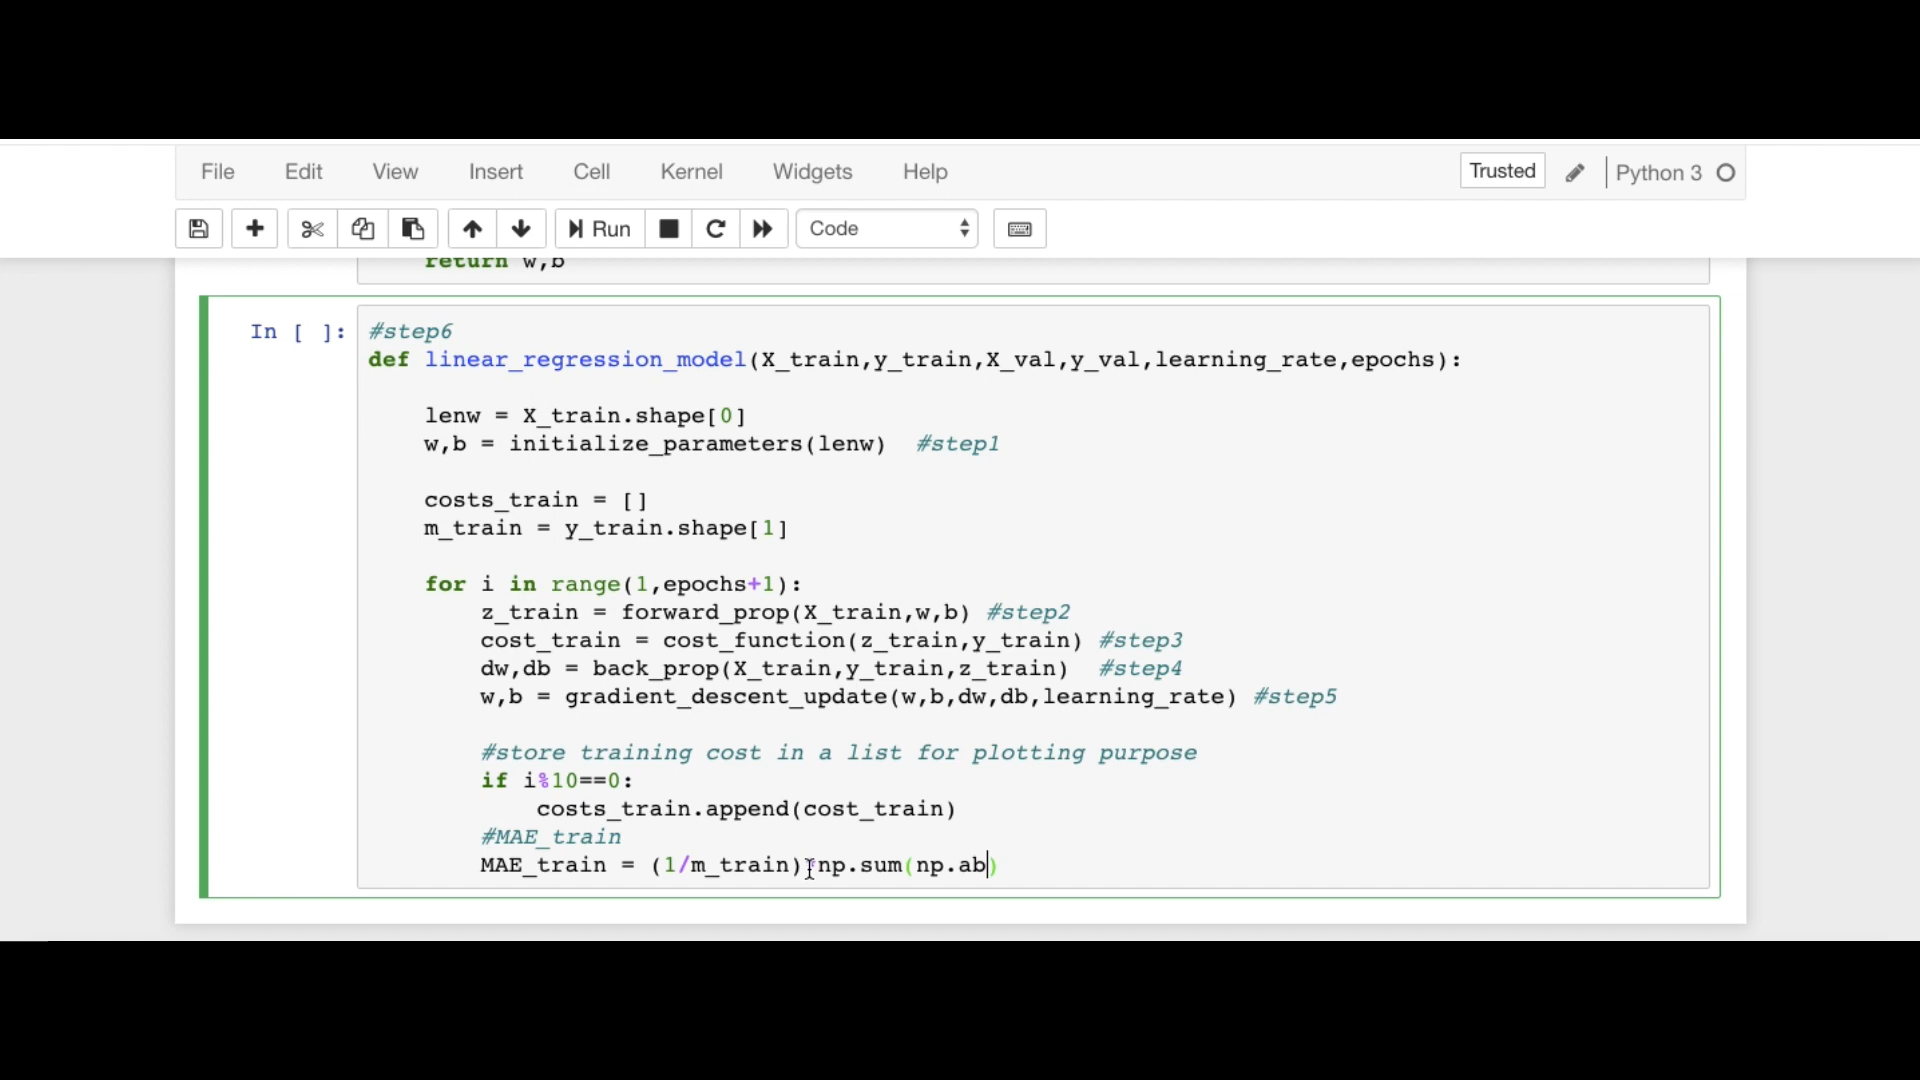 File Edit View Insert Cell Kernel Widgets Help Trusted Python 3
Run Code
return w,b
In [ ]: #step6
def linear_regression_model(X_train,y_train,X_val,y_val,learning_rate,epochs):
lenw = X_train.shape[0]
w,b = initialize_parameters(lenw)  #step1
costs_train = []
m_train = y_train.shape[1]
for i in range(1,epochs+1):
z_train = forward_prop(X_train,w,b) #step2
cost_train = cost_function(z_train,y_train) #step3
dw,db = back_prop(X_train,y_train,z_train)  #step4
w,b = gradient_descent_update(w,b,dw,db,learning_rate) #step5
#store training cost in a list for plotting purpose
if i%10==0:
costs_train.append(cost_train)
#MAE_train
MAE_train = (1/m_train)*np.sum(np.ab)